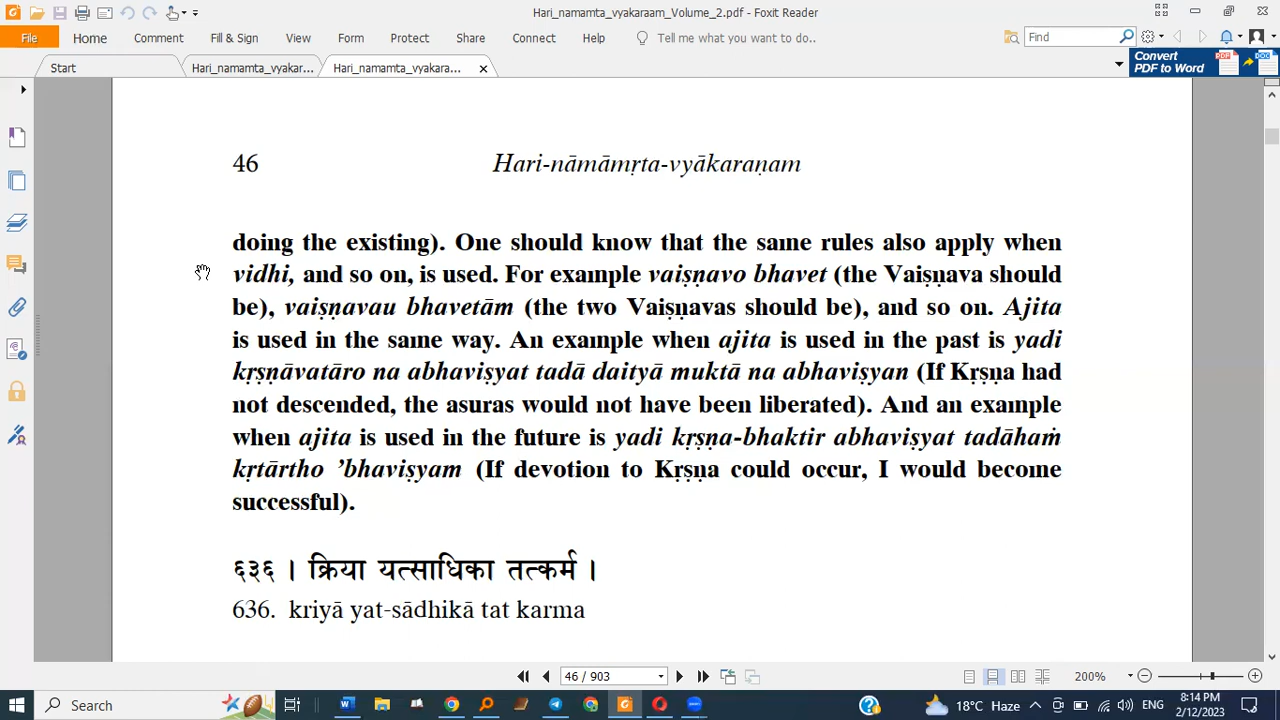 Hari_namamta_vyakaraam_Volume_2.pdf - Foxit Reader
File Home Comment Fill & Sign View Form Protect Connect Share Help Tell me what you want to do.. Find
Start Hari_namamta_vyakar... Hari_namamta_vyakara...
Convert
PDF to Word
46 Hari-nāmāmṛta-vyākaraṇam
doing the existing). One should know that the same rules also apply when
vidhi, and so on, is used. For example vaiṣṇavo bhavet (the Vaiṣṇava should
be), vaiṣṇavau bhavetām (the two Vaiṣṇavas should be), and so on. Ajita
is used in the same way. An example when ajita is used in the past is yadi
kṛṣṇāvatāro na abhaviṣyat tadā daityā muktā na abhaviṣyan (If Kṛṣṇa had
not descended, the asuras would not have been liberated). And an example
when ajita is used in the future is yadi kṛṣṇa-bhaktir abhaviṣyat tadāhaṁ
kṛtārtho ’bhaviṣyam (If devotion to Kṛṣṇa could occur, I would become
successful).
६३६ । क्रिया यत्साधिका तत्कर्म ।
636. kriyā yat-sādhikā tat karma
46 / 903 200%
Search 18°C Haze ENG 8:14 PM
2/12/2023